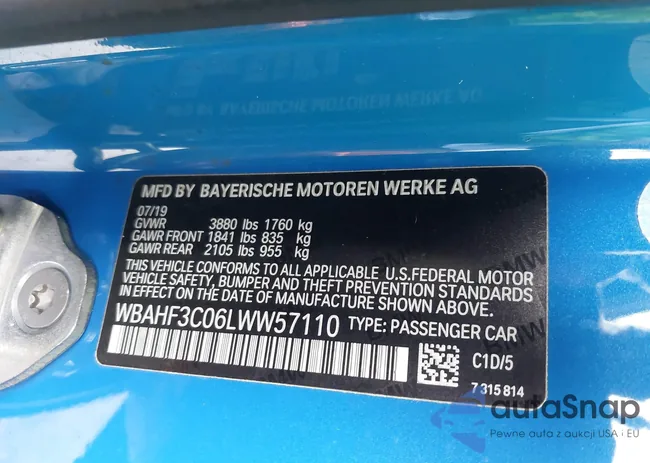 MFD BY BAYERISCHE MOTOREN WERKE AG
07/19
GVWR 3880 lbs 1760 kg
GAWR FRONT 1841 lbs 835 kg
GAWR REAR 2105 lbs 955 kg
THIS VEHICLE CONFORMS TO ALL APPLICABLE U.S.FEDERAL MOTOR
VEHICLE SAFETY, BUMPER, AND THEFT PREVENTION STANDARDS
IN EFFECT ON THE DATE OF MANUFACTURE SHOWN ABOVE.
WBAHF3C06LWW57110 TYPE: PASSENGER CAR
C1D/5
7 315 814
autaSnap
Pewne auta z aukcji USA i EU